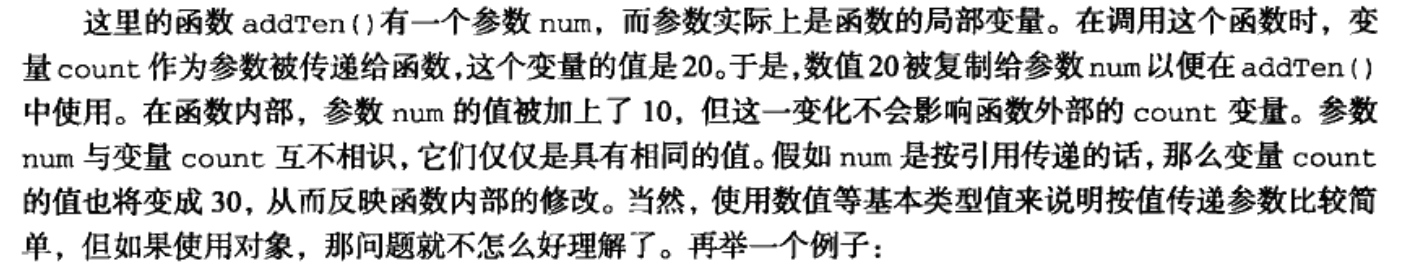 这里的函数 addTen()有一个参数 num，而参数实际上是函数的局部变量。在调用这个函数时，变
量 count 作为参数被传递给函数，这个变量的值是 20。于是，数值 20 被复制给参数 num 以便在 addTen()
中使用。在函数内部，参数 num 的值被加上了 10，但这一变化不会影响函数外部的 count 变量。参数
num 与变量 count 互不相识，它们仅仅是具有相同的值。假如 num 是按引用传递的话，那么变量 count
的值也将变成 30，从而反映函数内部的修改。当然，使用数值等基本类型值来说明按值传递参数比较简
单，但如果使用对象，那问题就不怎么好理解了。再举一个例子：